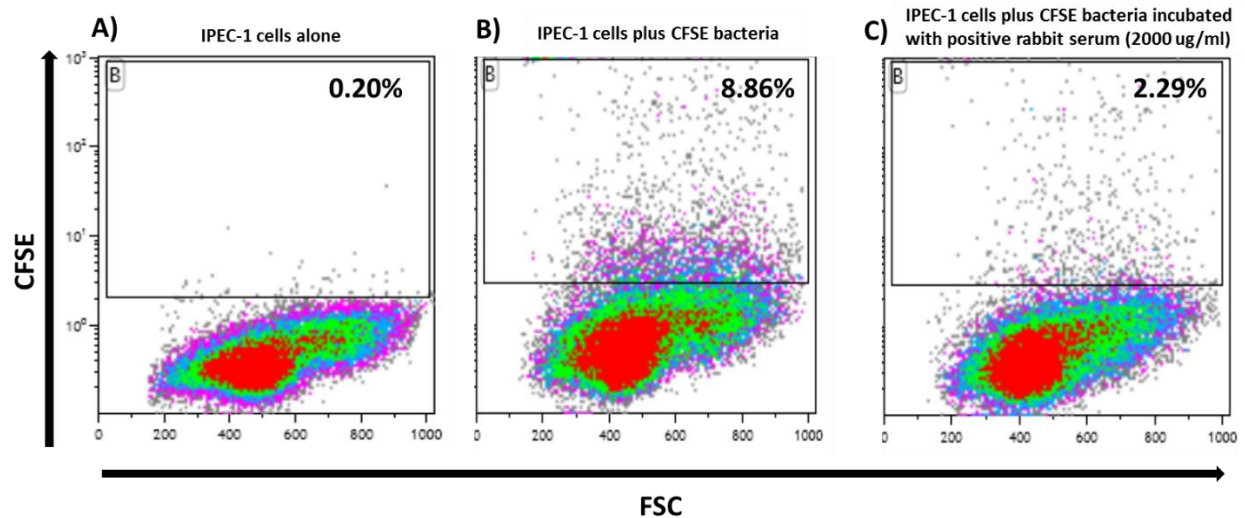 A)
IPEC-1 cells alone
B)
IPEC-1 cells plus CFSE bacteria
C)
IPEC-1 cells plus CFSE bacteria incubated
with positive rabbit serum (2000 ug/ml)
CFSE
10³
10²
10¹
10⁰
B
0.20%
0 200 400 600 800 1000
B
8.86%
0 200 400 600 800 1000
B
2.29%
0 200 400 600 800 1000
FSC